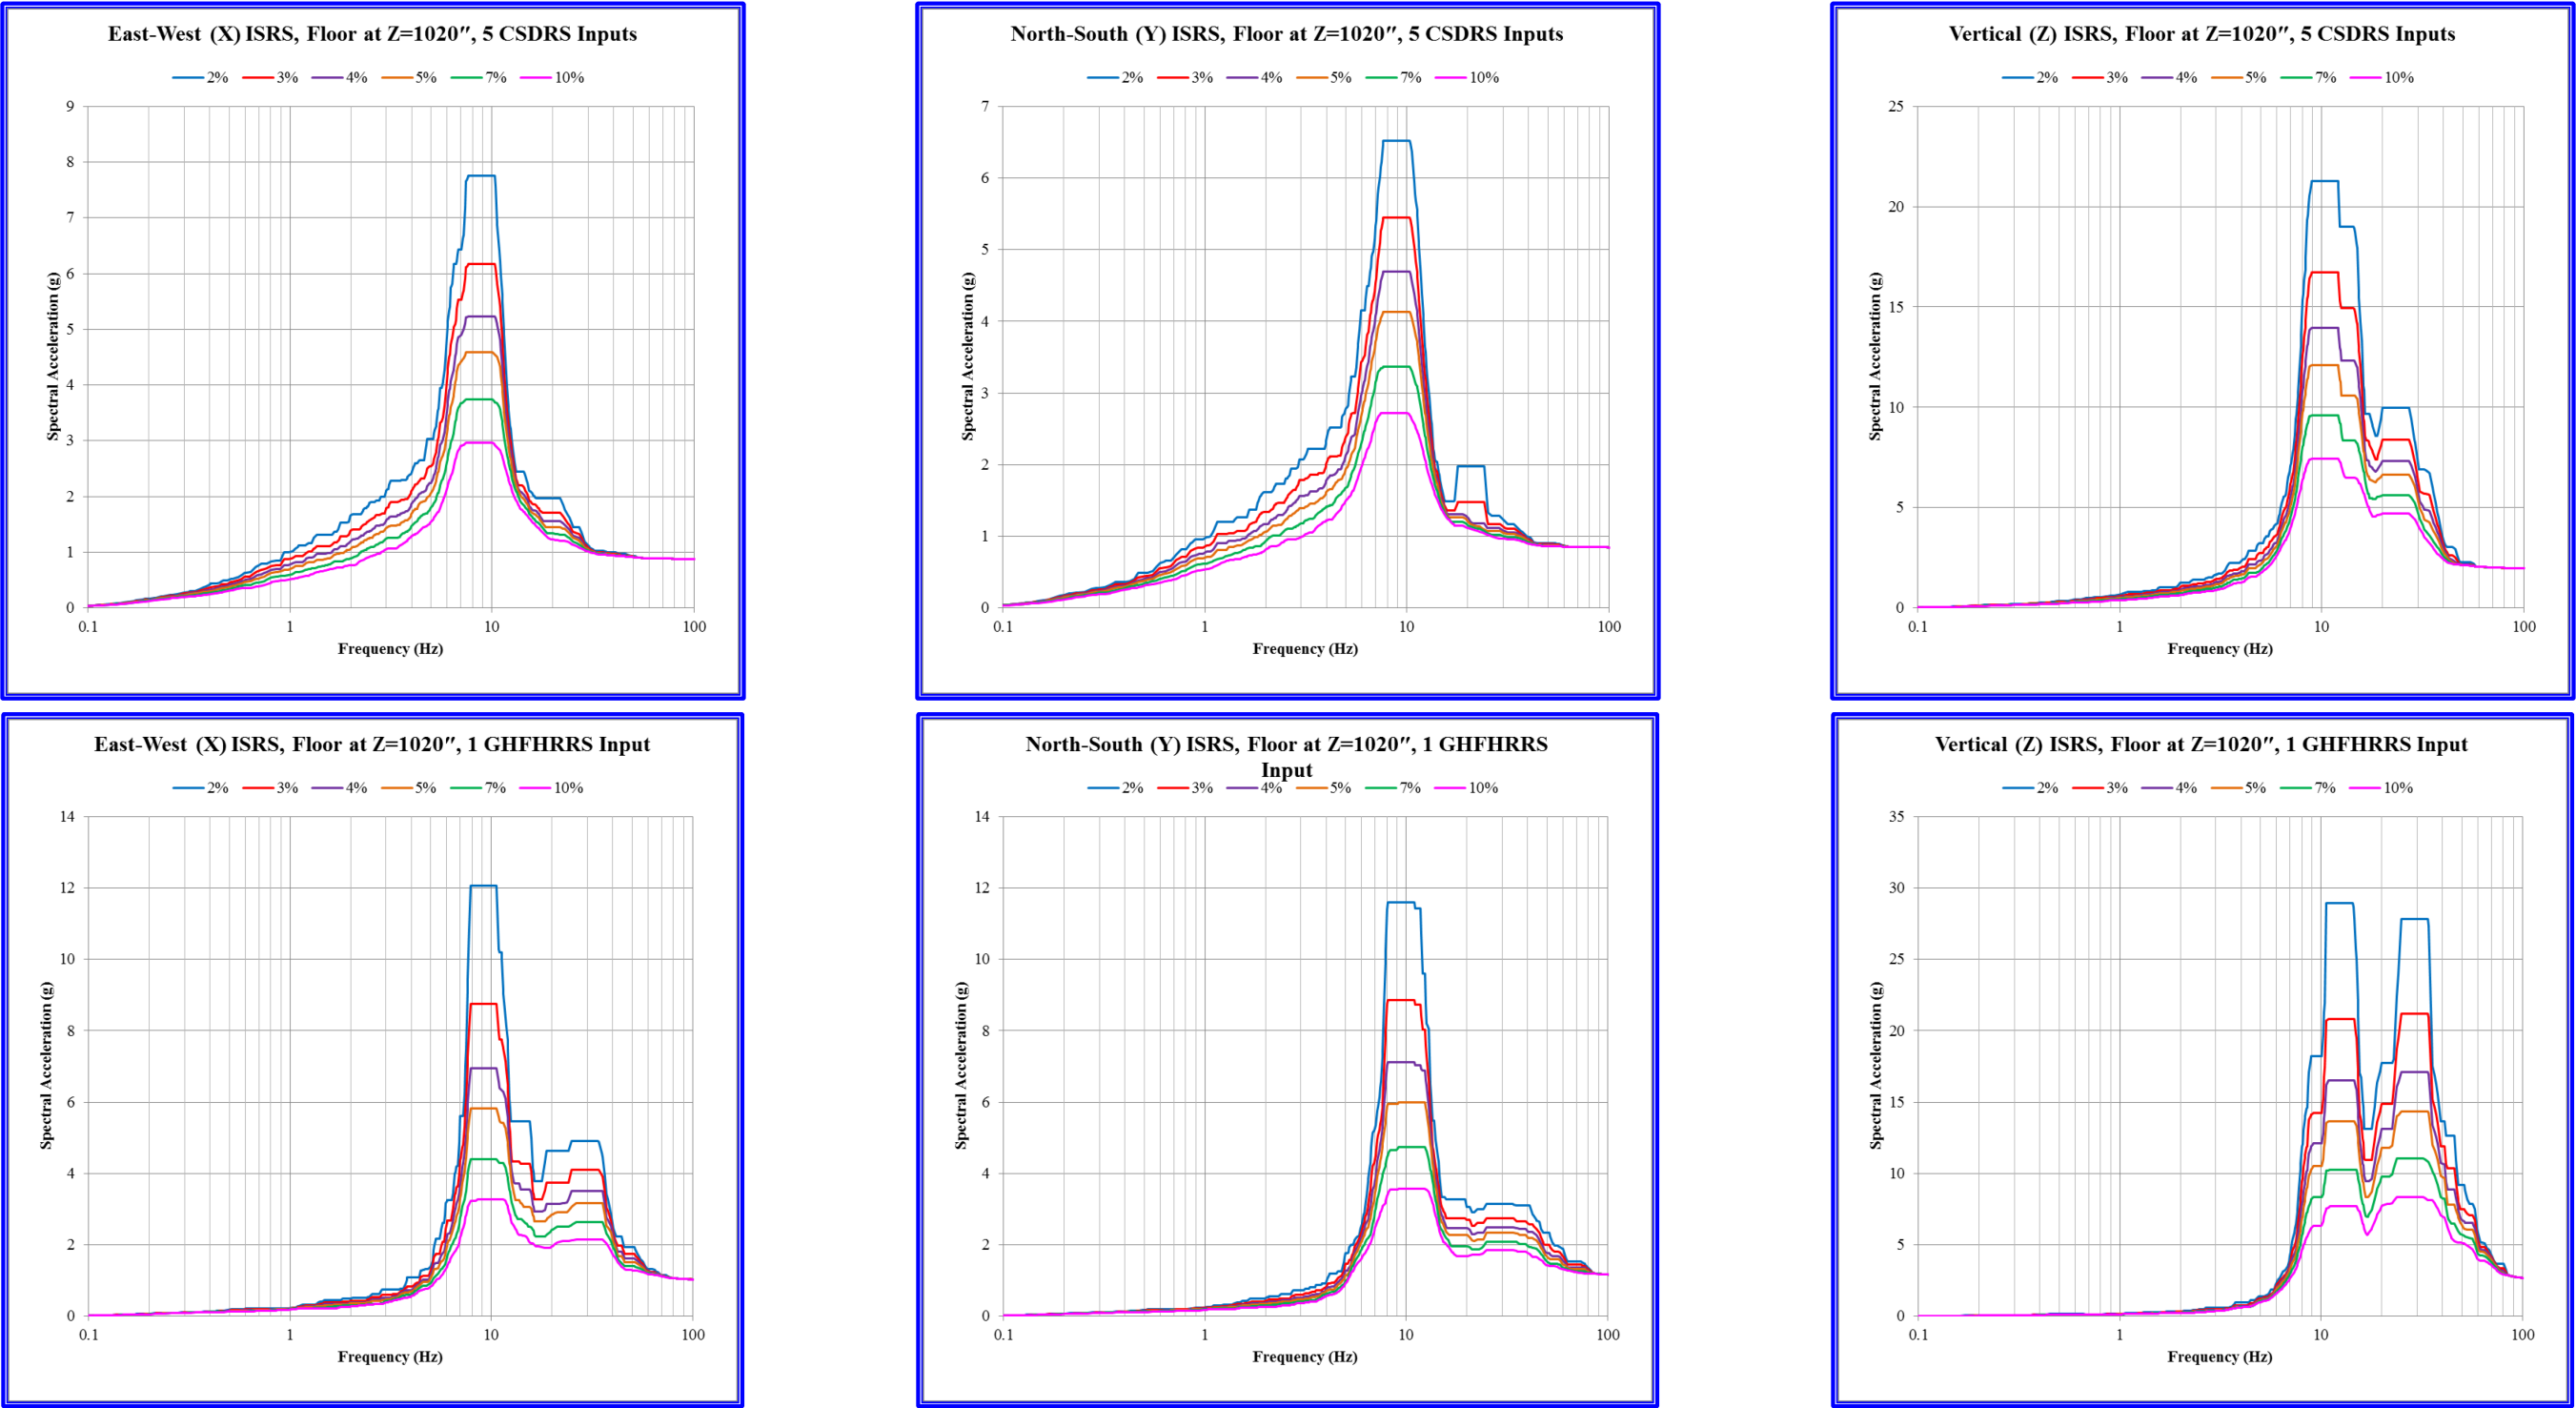 East-West (X) ISRS, Floor at Z=1020″, 5 CSDRS Inputs
2% 3% 4% 5% 7% 10%
9
8
7
6
5
4
3
2
1
0
Spectral Acceleration (g)
0.1 1 10 100
Frequency (Hz)
North-South (Y) ISRS, Floor at Z=1020″, 5 CSDRS Inputs
2% 3% 4% 5% 7% 10%
7
6
5
4
3
2
1
0
Spectral Acceleration (g)
0.1 1 10 100
Frequency (Hz)
Vertical (Z) ISRS, Floor at Z=1020″, 5 CSDRS Inputs
2% 3% 4% 5% 7% 10%
25
20
15
10
5
0
Spectral Acceleration (g)
0.1 1 10 100
Frequency (Hz)
East-West (X) ISRS, Floor at Z=1020″, 1 GHFHRRS Input
2% 3% 4% 5% 7% 10%
14
12
10
8
6
4
2
0
Spectral Acceleration (g)
0.1 1 10 100
Frequency (Hz)
North-South (Y) ISRS, Floor at Z=1020″, 1 GHFHRRS
Input
2% 3% 4% 5% 7% 10%
14
12
10
8
6
4
2
0
Spectral Acceleration (g)
0.1 1 10 100
Frequency (Hz)
Vertical (Z) ISRS, Floor at Z=1020″, 1 GHFHRRS Input
2% 3% 4% 5% 7% 10%
35
30
25
20
15
10
5
0
Spectral Acceleration (g)
0.1 1 10 100
Frequency (Hz)